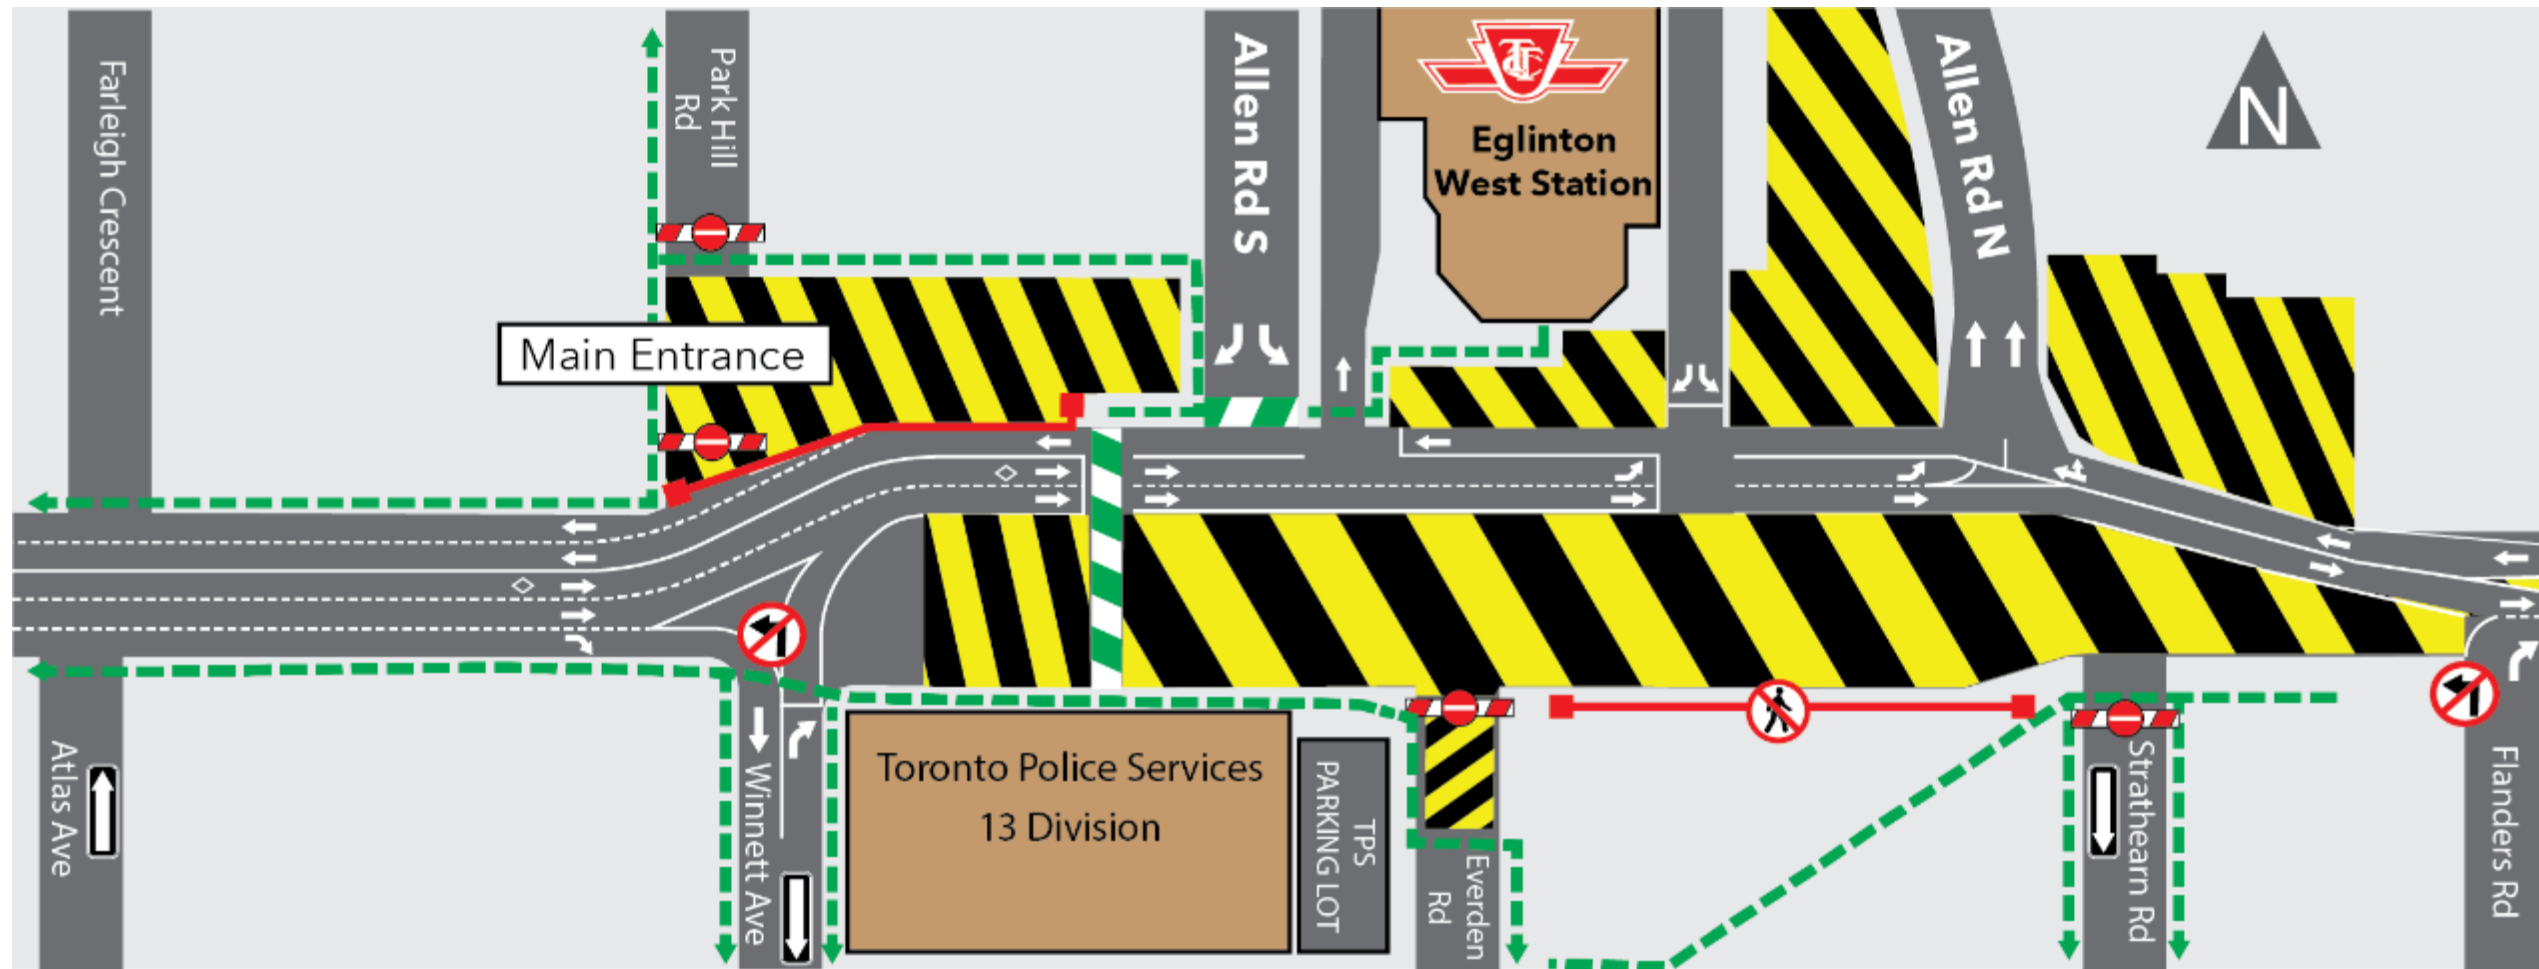 Farleigh Crescent
Park Hill
Rd
Allen Rd S
TTC
Eglinton
West Station
Allen Rd N
N
Main Entrance
Atlas Ave
Winnett Ave
Toronto Police Services
13 Division
TPS
PARKING LOT
Everden
Rd
Strathearn Rd
Flanders Rd